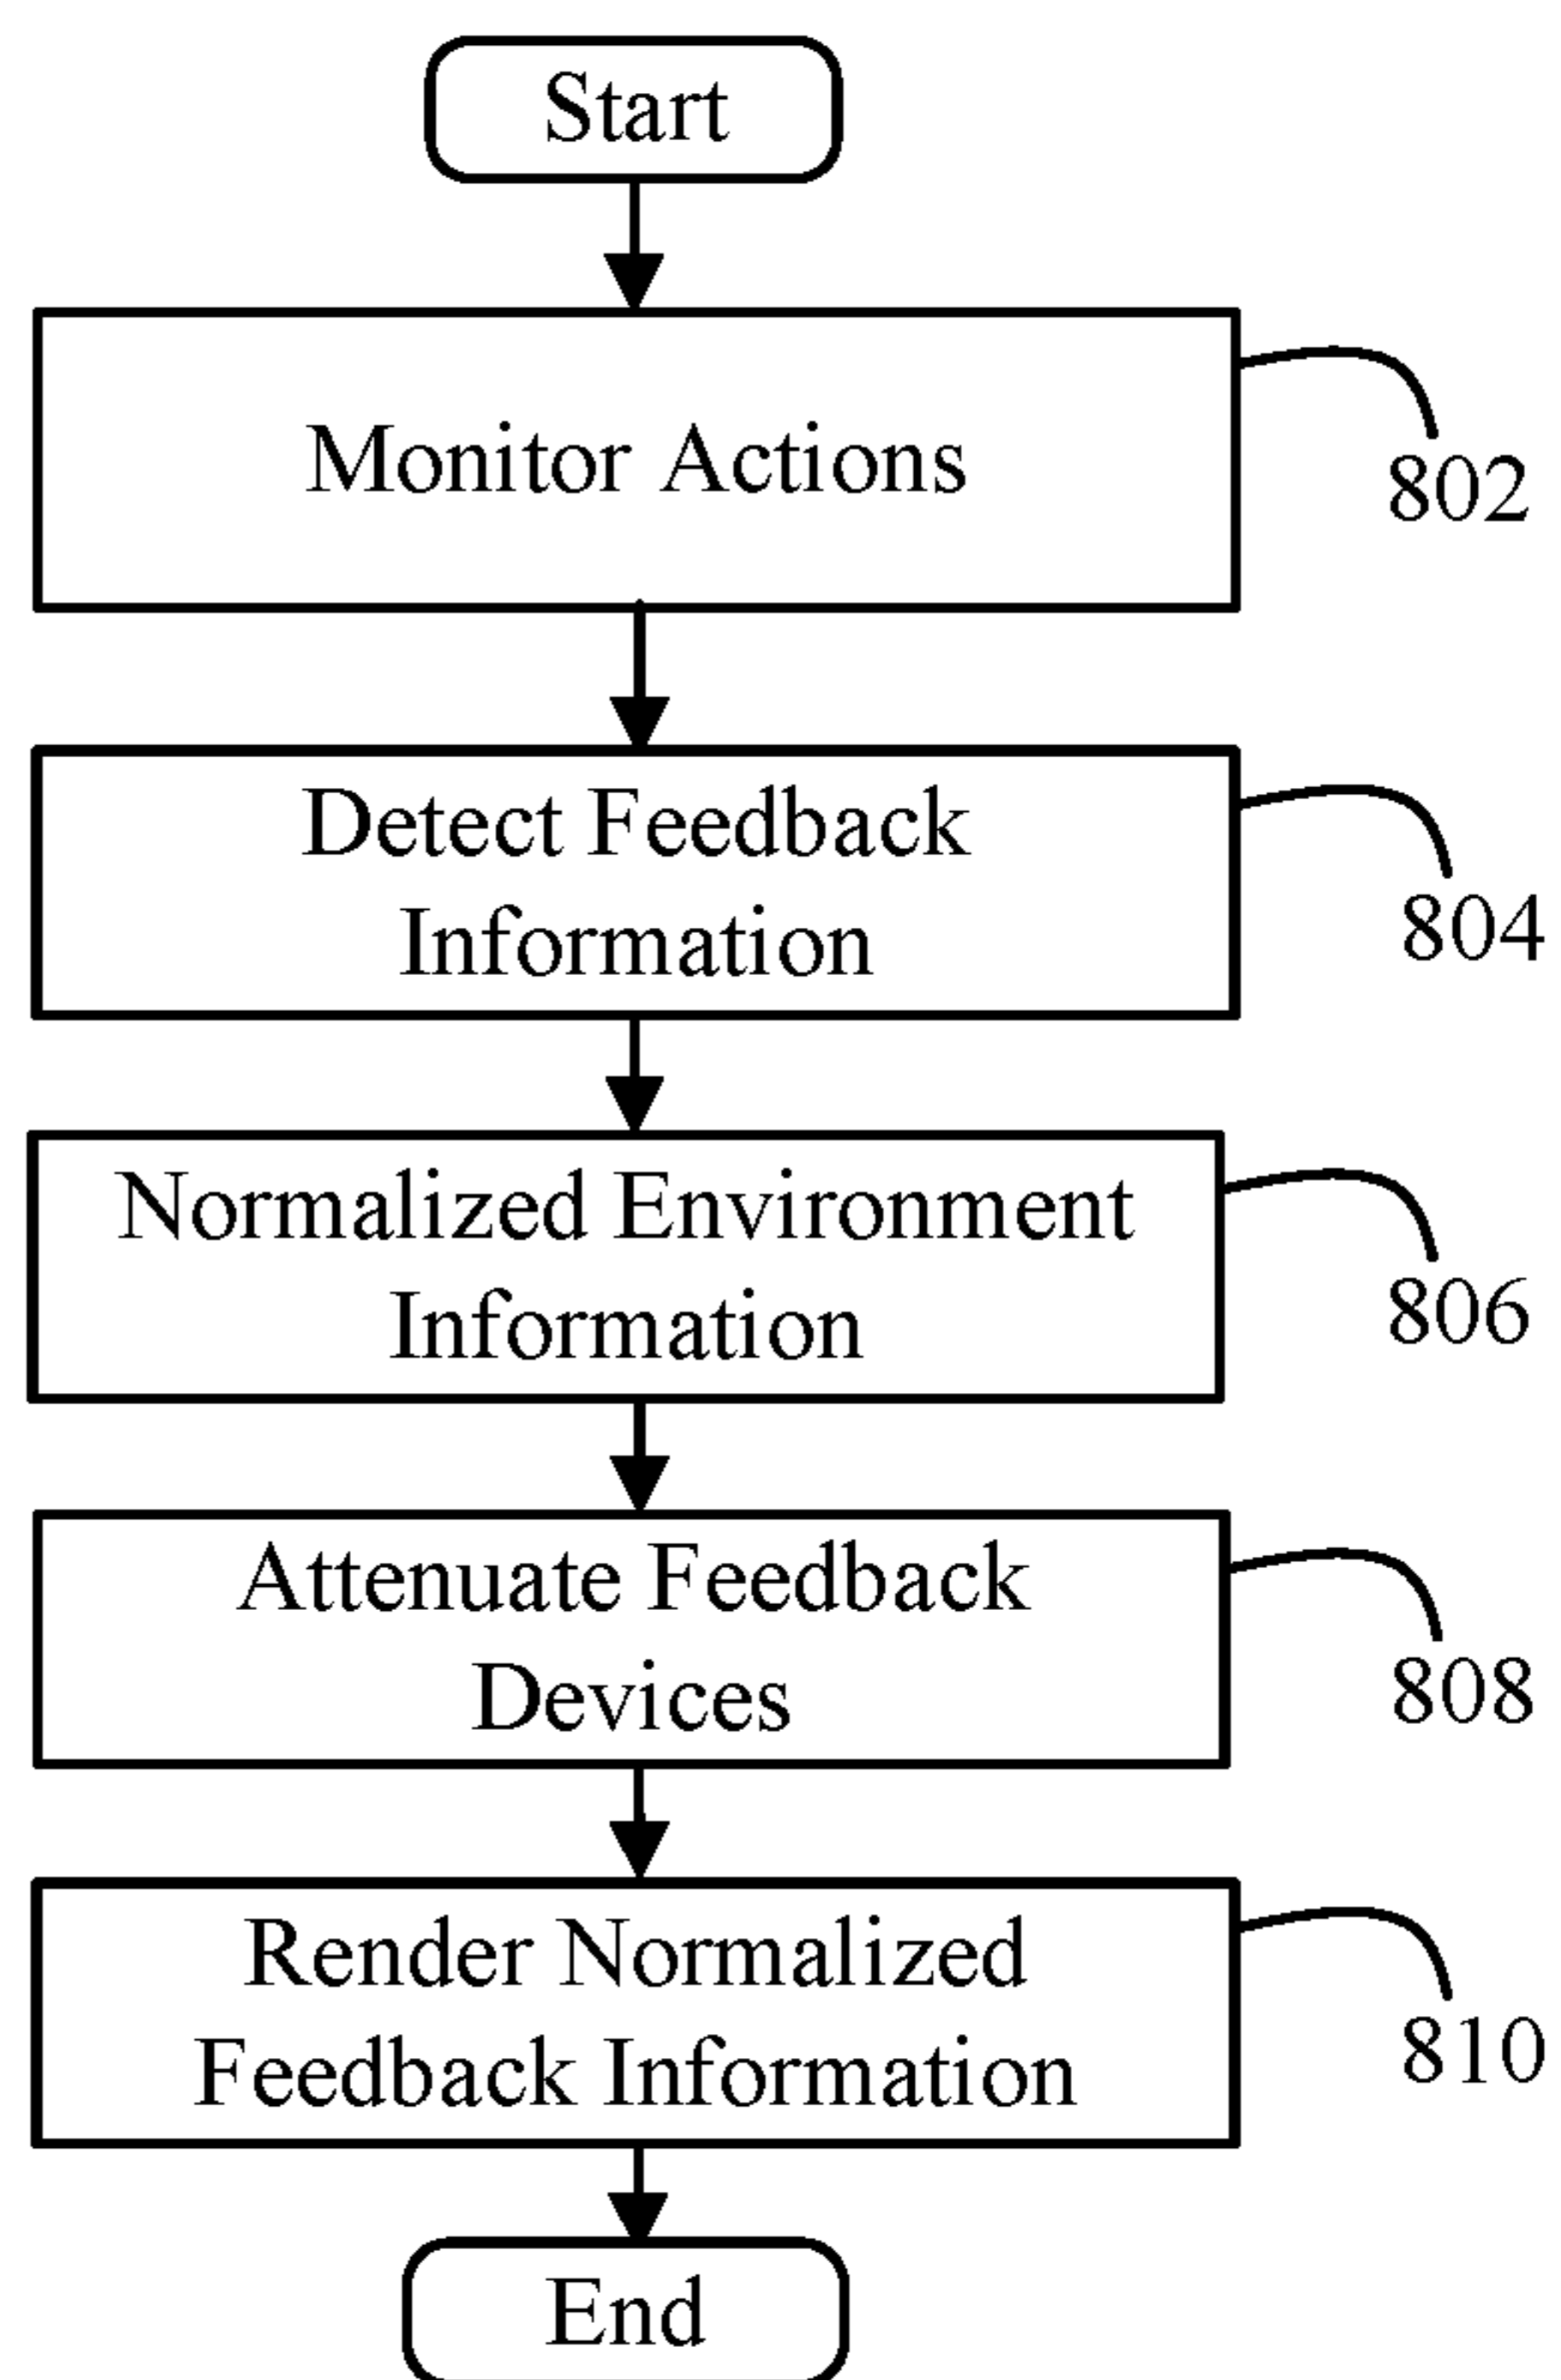 Start
Monitor Actions
802
Detect Feedback
Information
804
Normalized Environment
Information
806
Attenuate Feedback
Devices
808
Render Normalized
Feedback Information
810
End